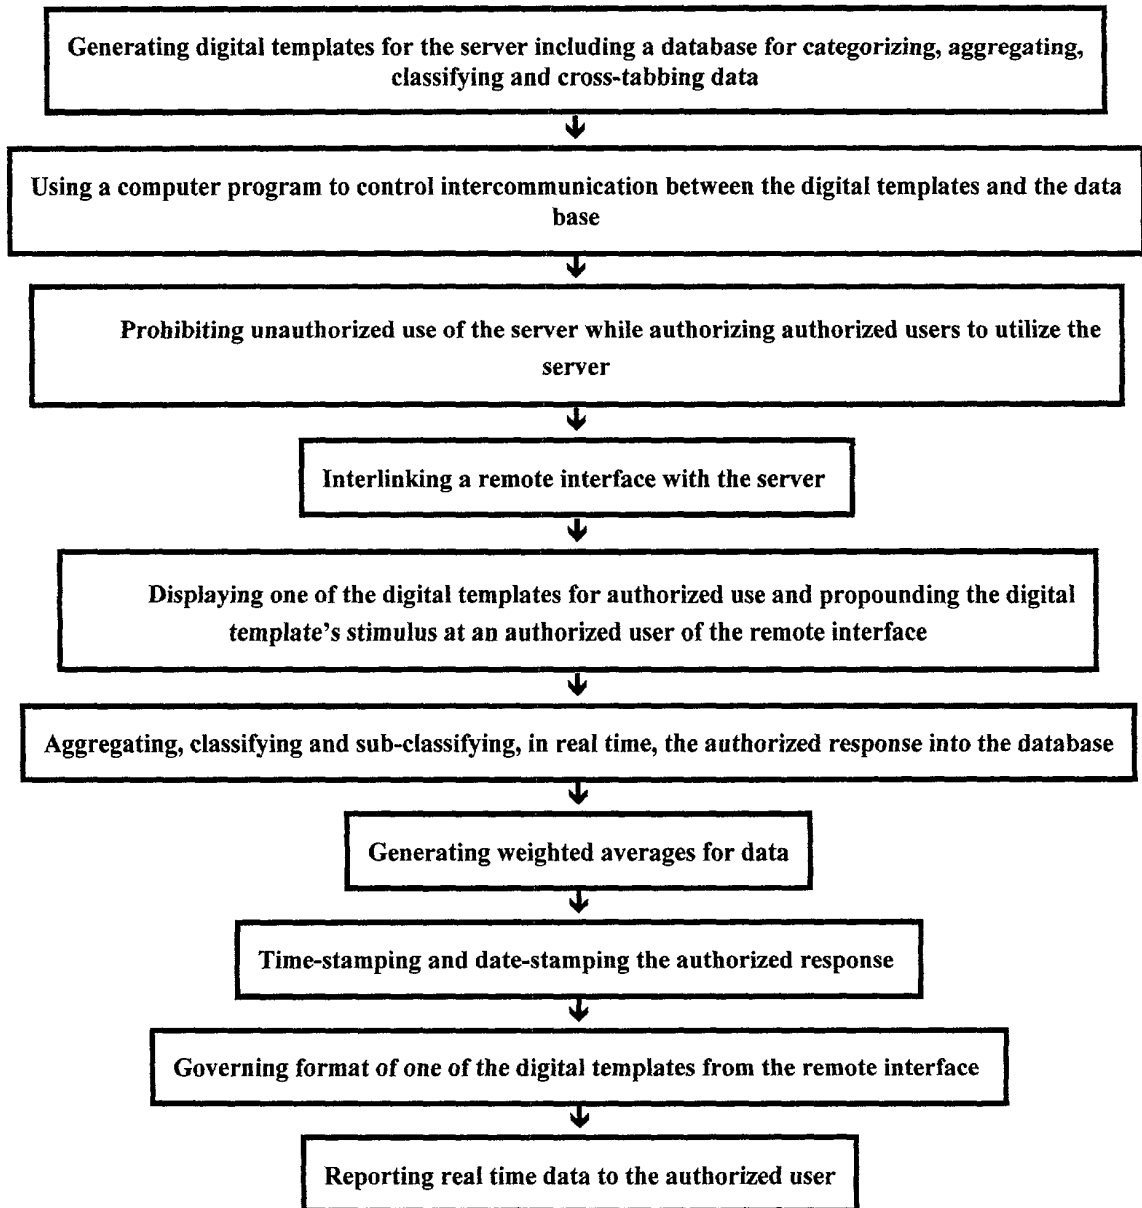 Generating digital templates for the server including a database for categorizing, aggregating,
classifying and cross-tabbing data
Using a computer program to control intercommunication between the digital templates and the data
base
Prohibiting unauthorized use of the server while authorizing authorized users to utilize the
server
Interlinking a remote interface with the server
Displaying one of the digital templates for authorized use and propounding the digital
template's stimulus at an authorized user of the remote interface
Aggregating, classifying and sub-classifying, in real time, the authorized response into the database
Generating weighted averages for data
Time-stamping and date-stamping the authorized response
Governing format of one of the digital templates from the remote interface
Reporting real time data to the authorized user